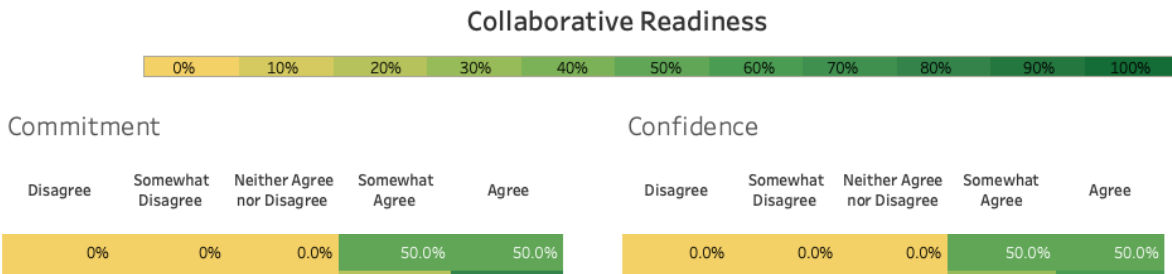 Collaborative Readiness
0% 10% 20% 30% 40% 50% 60% 70% 80% 90% 100%
Commitment
Disagree Somewhat Disagree Neither Agree nor Disagree Somewhat Agree Agree
0% 0% 0.0% 50.0% 50.0%
Confidence
Disagree Somewhat Disagree Neither Agree nor Disagree Somewhat Agree Agree
0.0% 0.0% 0.0% 50.0% 50.0%